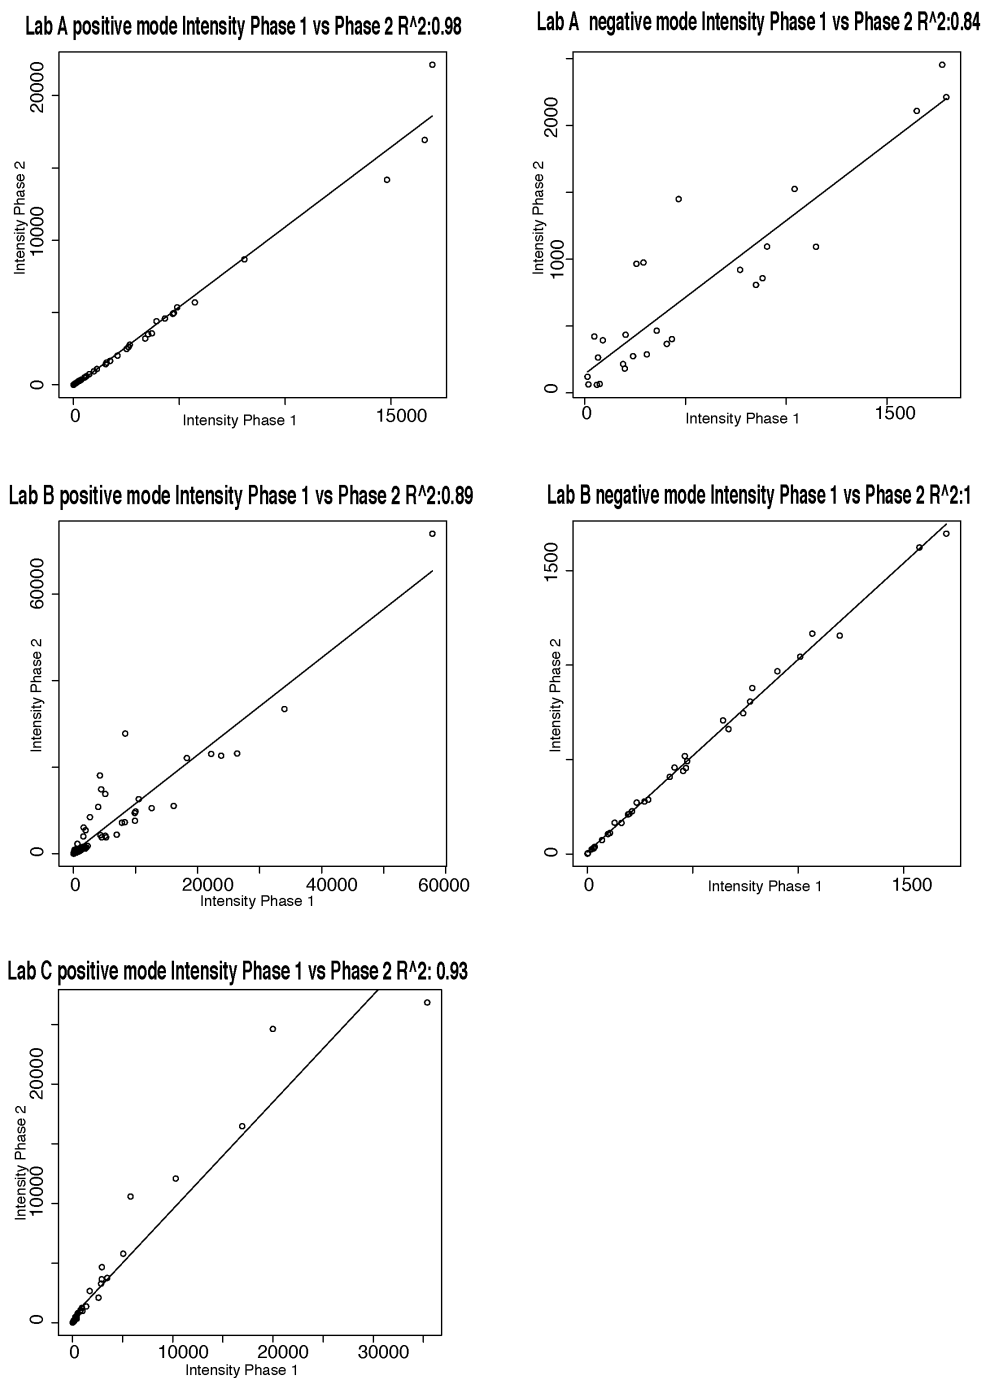 Lab A positive mode Intensity Phase 1 vs Phase 2 R^2:0.98
Intensity Phase 2
0
10000
20000
0
15000
Intensity Phase 1
Lab A  negative mode Intensity Phase 1 vs Phase 2 R^2:0.84
Intensity Phase 2
0
1000
2000
0
1500
Intensity Phase 1
Lab B positive mode Intensity Phase 1 vs Phase 2 R^2:0.89
Intensity Phase 2
0
60000
0
20000
40000
60000
Intensity Phase 1
Lab B negative mode Intensity Phase 1 vs Phase 2 R^2:1
Intensity Phase 2
0
1500
0
1500
Intensity Phase 1
Lab C positive mode Intensity Phase 1 vs Phase 2 R^2: 0.93
Intensity Phase 2
0
10000
20000
0
10000
20000
30000
Intensity Phase 1